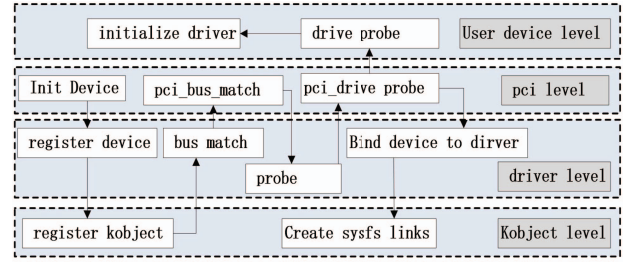 initialize driver
drive probe
User device level
Init Device
pci_bus_match
pci_drive probe
pci level
register device
bus match
Bind device to dirver
probe
driver level
register kobject
Create sysfs links
Kobject level